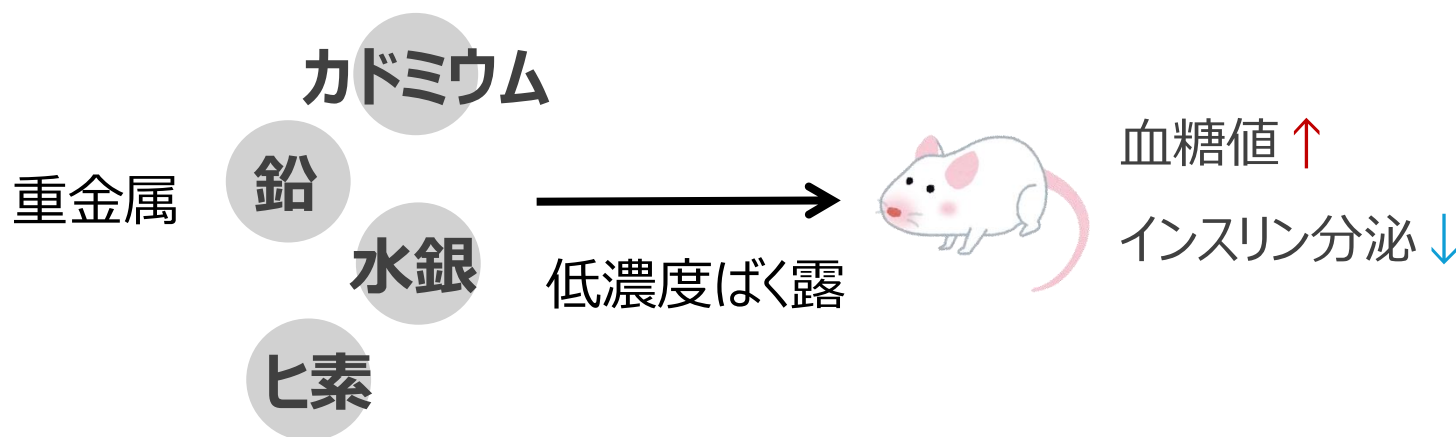 カドミウム
鉛
重金属
水銀
ヒ素
低濃度ばく露
血糖値↑
インスリン分泌↓